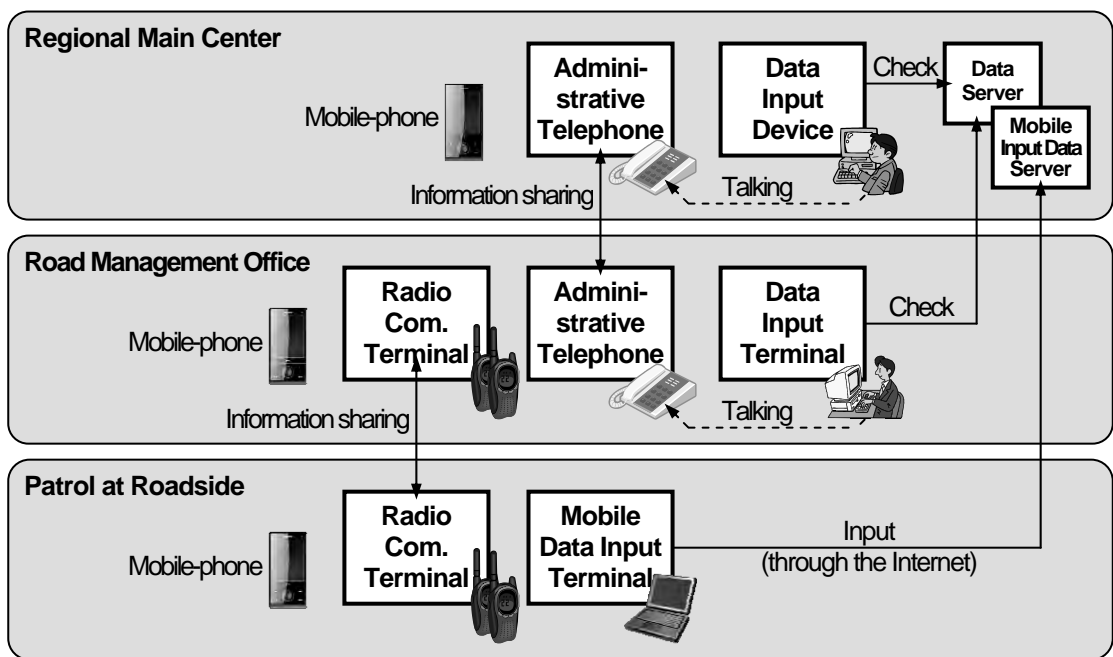 Regional Main Center
Mobile-phone
Admini-
strative
Telephone
Data
Input
Device
Check
Data
Server
Mobile
Input Data
Server
Information sharing
Talking
Road Management Office
Mobile-phone
Radio
Com.
Terminal
Admini-
strative
Telephone
Data
Input
Terminal
Check
Information sharing
Talking
Patrol at Roadside
Mobile-phone
Radio
Com.
Terminal
Mobile
Data Input
Terminal
Input
(through the Internet)